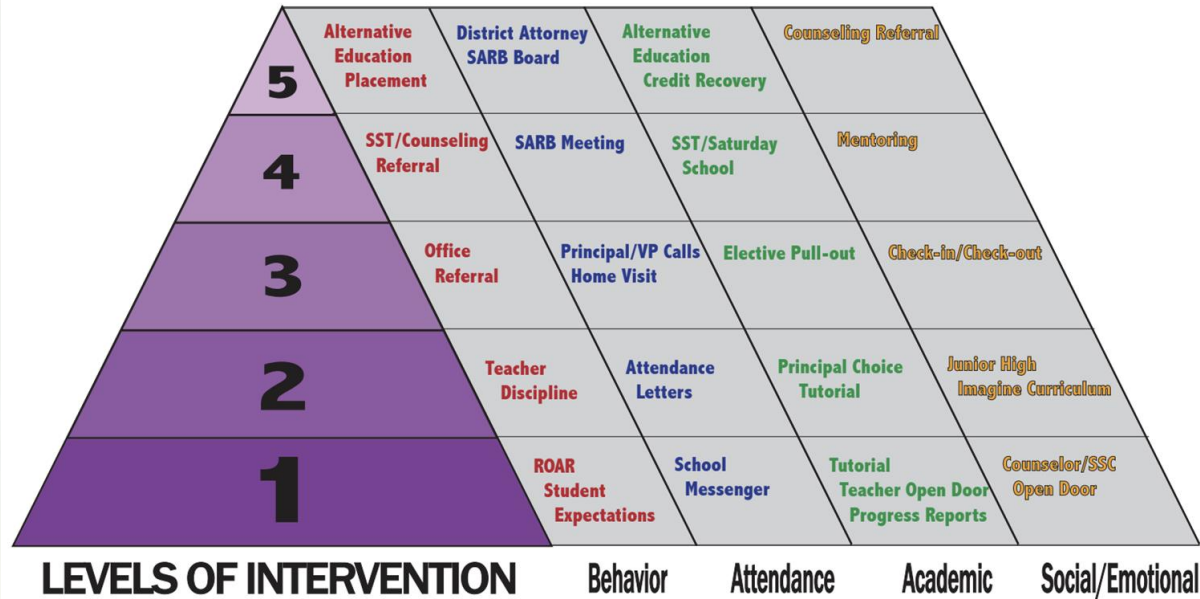 5
Alternative
Education
Placement
District Attorney
SARB Board
Alternative
Education
Credit Recovery
Counseling Referral
4
SST/Counseling
Referral
SARB Meeting
SST/Saturday
School
Mentoring
3
Office
Referral
Principal/VP Calls
Home Visit
Elective Pull-out
Check-in/Check-out
2
Teacher
Discipline
Attendance
Letters
Principal Choice
Tutorial
Junior High
Imagine Curriculum
1
ROAR
Student
Expectations
School
Messenger
Tutorial
Teacher Open Door
Progress Reports
Counselor/SSC
Open Door
LEVELS OF INTERVENTION
Behavior
Attendance
Academic
Social/Emotional